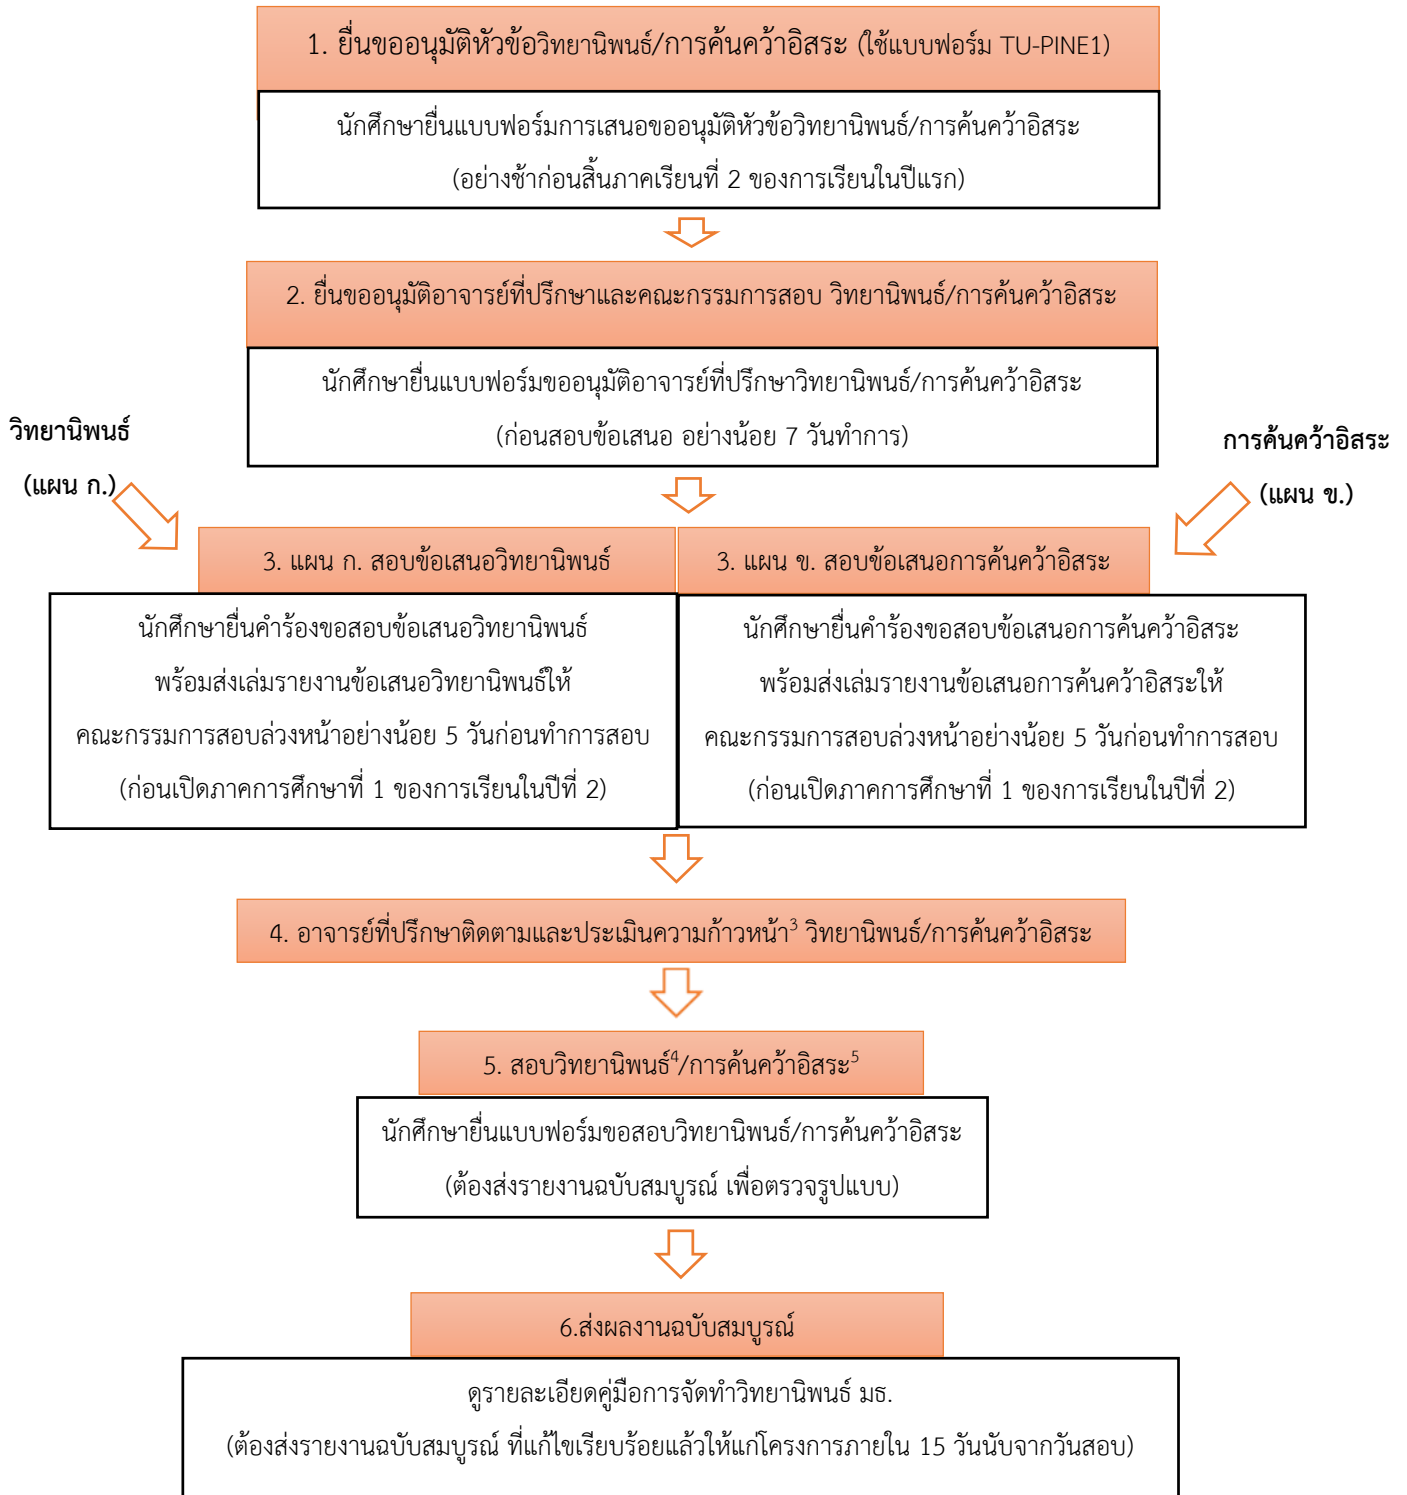 1. ยื่นขออนุมัติหัวข้อวิทยานิพนธ์/การค้นคว้าอิสระ (ใช้แบบฟอร์ม TU-PINE1)
นักศึกษายื่นแบบฟอร์มการเสนอขออนุมัติหัวข้อวิทยานิพนธ์/การค้นคว้าอิสระ
(อย่างช้าก่อนสิ้นภาคเรียนที่ 2 ของการเรียนในปีแรก)
2. ยื่นขออนุมัติอาจารย์ที่ปรึกษาและคณะกรรมการสอบ วิทยานิพนธ์/การค้นคว้าอิสระ
นักศึกษายื่นแบบฟอร์มขออนุมัติอาจารย์ที่ปรึกษาวิทยานิพนธ์/การค้นคว้าอิสระ
(ก่อนสอบข้อเสนอ อย่างน้อย 7 วันทำการ)
วิทยานิพนธ์
(แผน ก.)
การค้นคว้าอิสระ
(แผน ข.)
3. แผน ก. สอบข้อเสนอวิทยานิพนธ์
นักศึกษายื่นคำร้องขอสอบข้อเสนอวิทยานิพนธ์
พร้อมส่งเล่มรายงานข้อเสนอวิทยานิพนธ์ให้
คณะกรรมการสอบล่วงหน้าอย่างน้อย 5 วันก่อนทำการสอบ
(ก่อนเปิดภาคการศึกษาที่ 1 ของการเรียนในปีที่ 2)
3. แผน ข. สอบข้อเสนอการค้นคว้าอิสระ
นักศึกษายื่นคำร้องขอสอบข้อเสนอการค้นคว้าอิสระ
พร้อมส่งเล่มรายงานข้อเสนอการค้นคว้าอิสระให้
คณะกรรมการสอบล่วงหน้าอย่างน้อย 5 วันก่อนทำการสอบ
(ก่อนเปิดภาคการศึกษาที่ 1 ของการเรียนในปีที่ 2)
4. อาจารย์ที่ปรึกษาติดตามและประเมินความก้าวหน้า³ วิทยานิพนธ์/การค้นคว้าอิสระ
5. สอบวิทยานิพนธ์⁴/การค้นคว้าอิสระ⁵
นักศึกษายื่นแบบฟอร์มขอสอบวิทยานิพนธ์/การค้นคว้าอิสระ
(ต้องส่งรายงานฉบับสมบูรณ์ เพื่อตรวจรูปแบบ)
6.ส่งผลงานฉบับสมบูรณ์
ดูรายละเอียดคู่มือการจัดทำวิทยานิพนธ์ มธ.
(ต้องส่งรายงานฉบับสมบูรณ์ ที่แก้ไขเรียบร้อยแล้วให้แก่โครงการภายใน 15 วันนับจากวันสอบ)